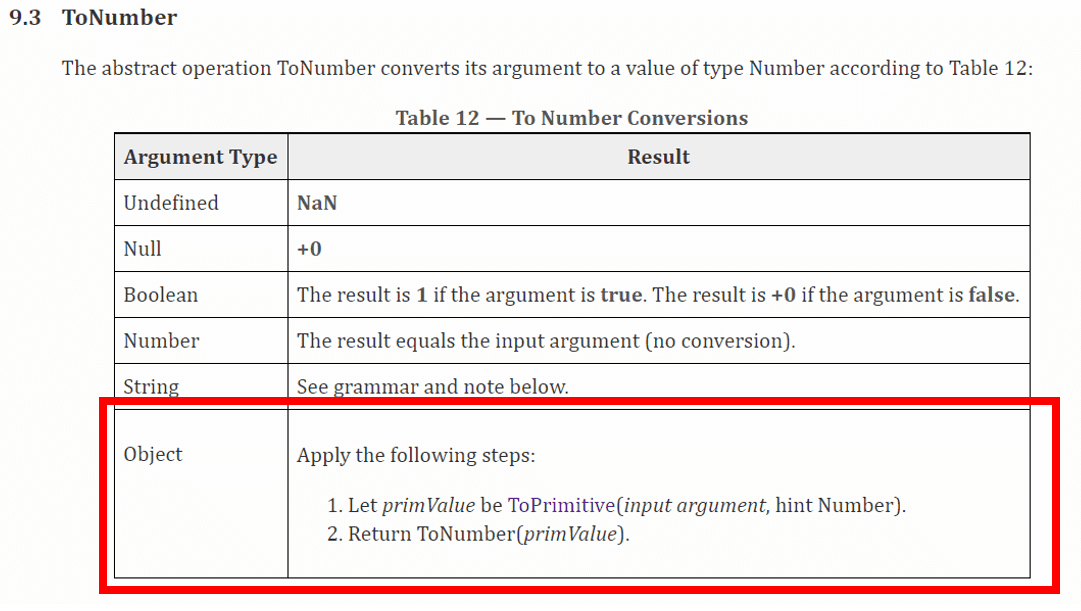 9.3 ToNumber
The abstract operation ToNumber converts its argument to a value of type Number according to Table 12:
Table 12 — To Number Conversions
Argument Type Result
Undefined NaN
Null +0
Boolean The result is 1 if the argument is true. The result is +0 if the argument is false.
Number The result equals the input argument (no conversion).
String See grammar and note below.
Object Apply the following steps:
1. Let primValue be ToPrimitive(input argument, hint Number).
2. Return ToNumber(primValue).